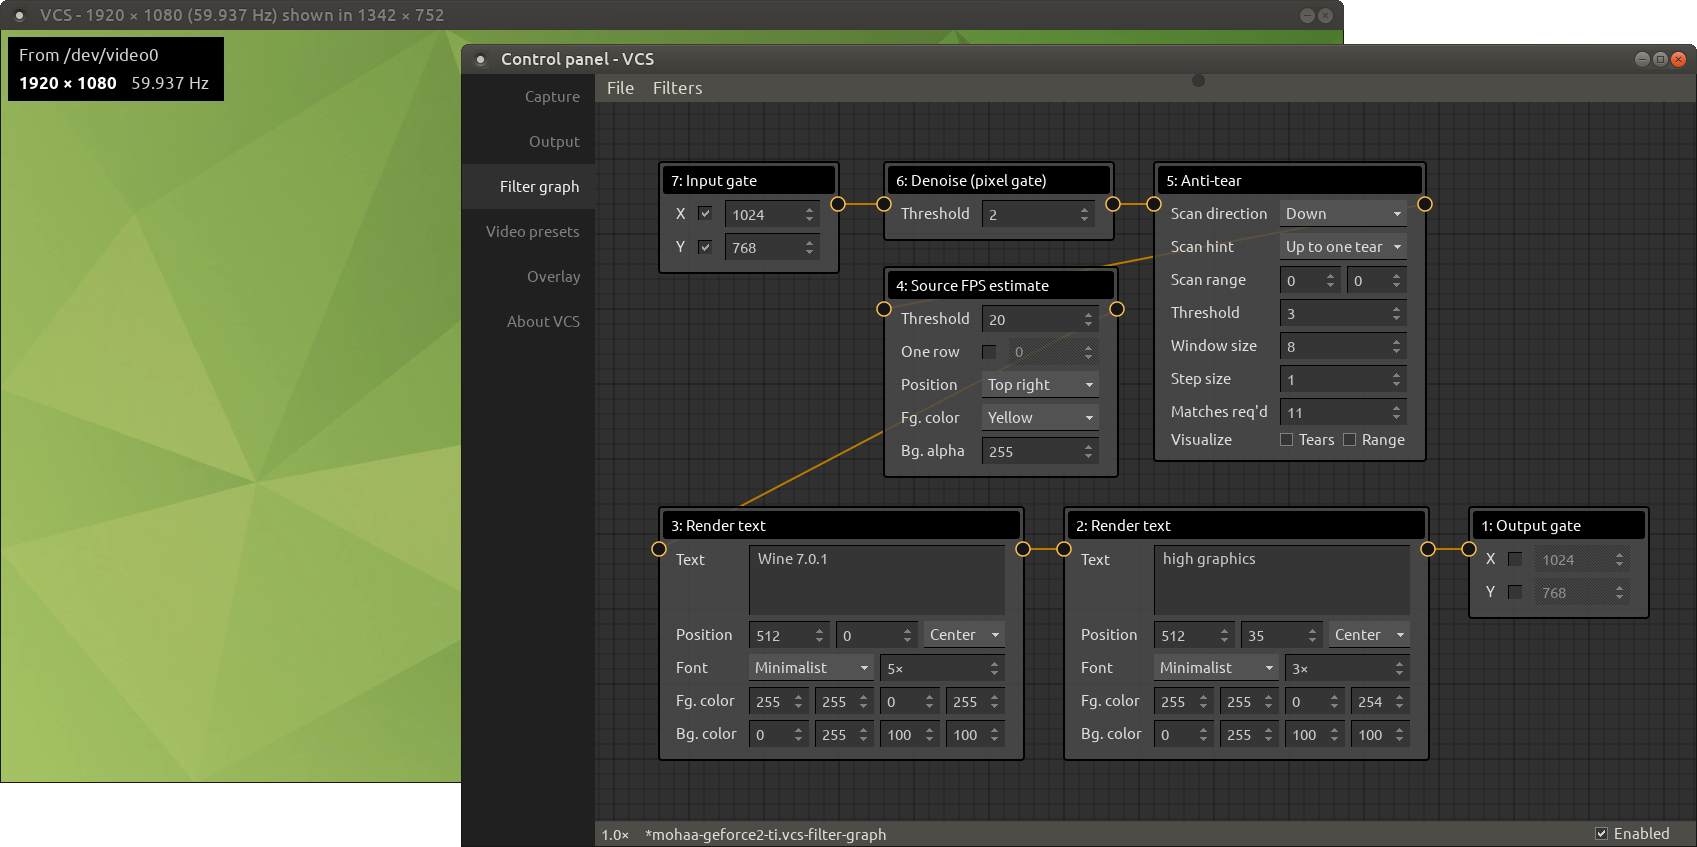 VCS - 1920 × 1080 (59.937 Hz) shown in 1342 × 752
From /dev/video0
1920 × 1080 59.937 Hz
Control panel - VCS
Capture
Output
Filter graph
Video presets
Overlay
About VCS
File Filters
7: Input gate
X 1024
Y 768
6: Denoise (pixel gate)
Threshold 2
5: Anti-tear
Scan direction Down
Scan hint Up to one tear
Scan range 0 0
Threshold 3
Window size 8
Step size 1
Matches req'd 11
Visualize Tears Range
4: Source FPS estimate
Threshold 20
One row 0
Position Top right
Fg. color Yellow
Bg. alpha 255
3: Render text
Text Wine 7.0.1
Position 512 0 Center
Font Minimalist 5×
Fg. color 255 255 0 255
Bg. color 0 255 100 100
2: Render text
Text high graphics
Position 512 35 Center
Font Minimalist 3×
Fg. color 255 255 0 254
Bg. color 0 255 100 100
1: Output gate
X 1024
Y 768
1.0× *mohaa-geforce2-ti.vcs-filter-graph
Enabled